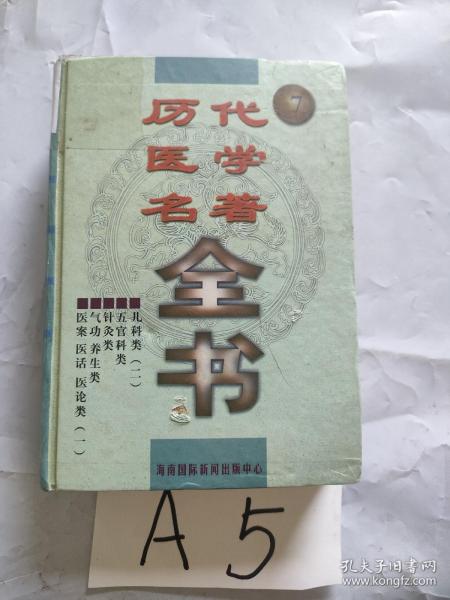 7
历代
医学
名著
全
书
儿科类（二）
五官科类
针灸类
气功 养生类
医案 医话 医论类（一）
海南国际新闻出版中心
A5
孔夫子旧书网
www.kongfz.com